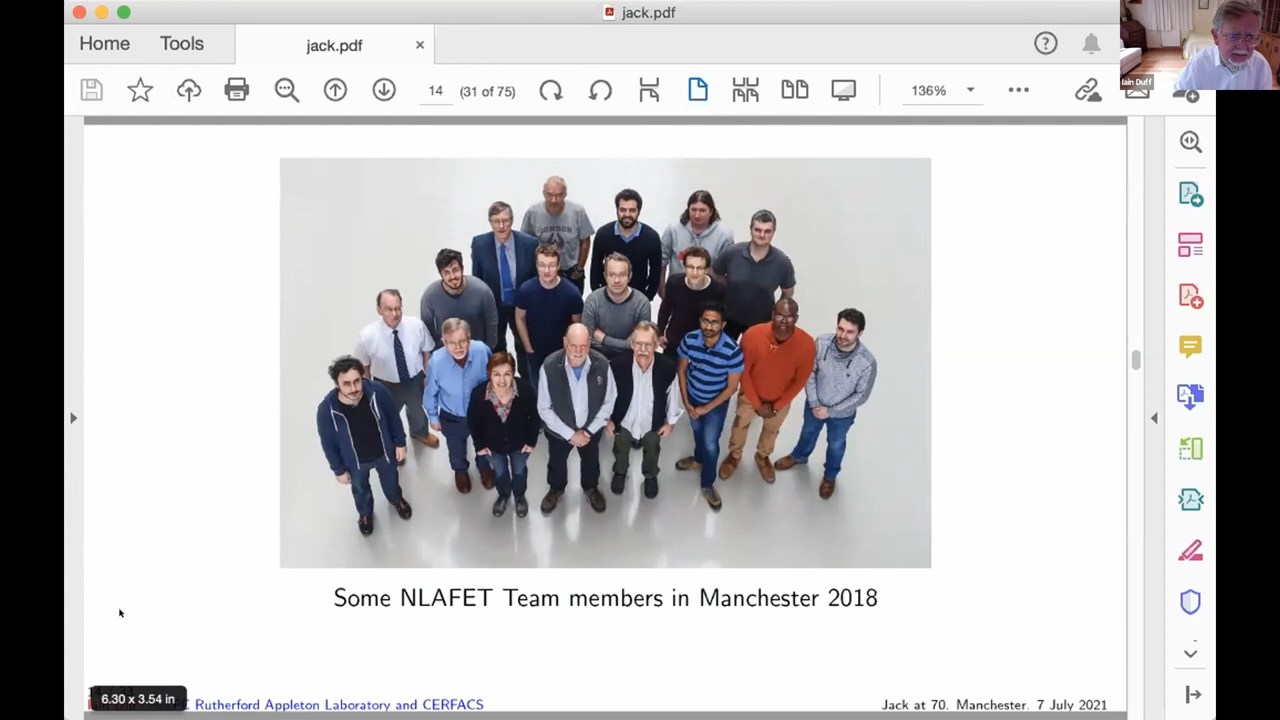 jack.pdf
Home
Tools
jack.pdf
14
(31 of 75)
136%
Iain Duff
LONDON
Some NLAFET Team members in Manchester 2018
6.30 x 3.54 in
Rutherford Appleton Laboratory and CERFACS
Jack at 70. Manchester. 7 July 2021